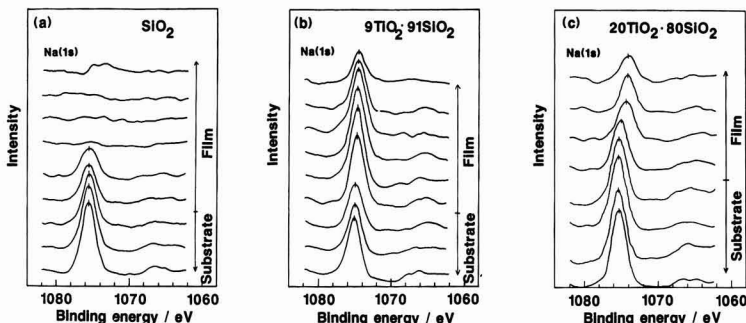 (a) SiO₂
Na(1s)
Intensity
Film
Substrate
1080 1070 1060
Binding energy / eV
(b) 9TiO₂·91SiO₂
Na(1s)
Intensity
Film
Substrate
1080 1070 1060
Binding energy / eV
(c) 20TiO₂·80SiO₂
Na(1s)
Intensity
Film
Substrate
1080 1070 1060
Binding energy / eV